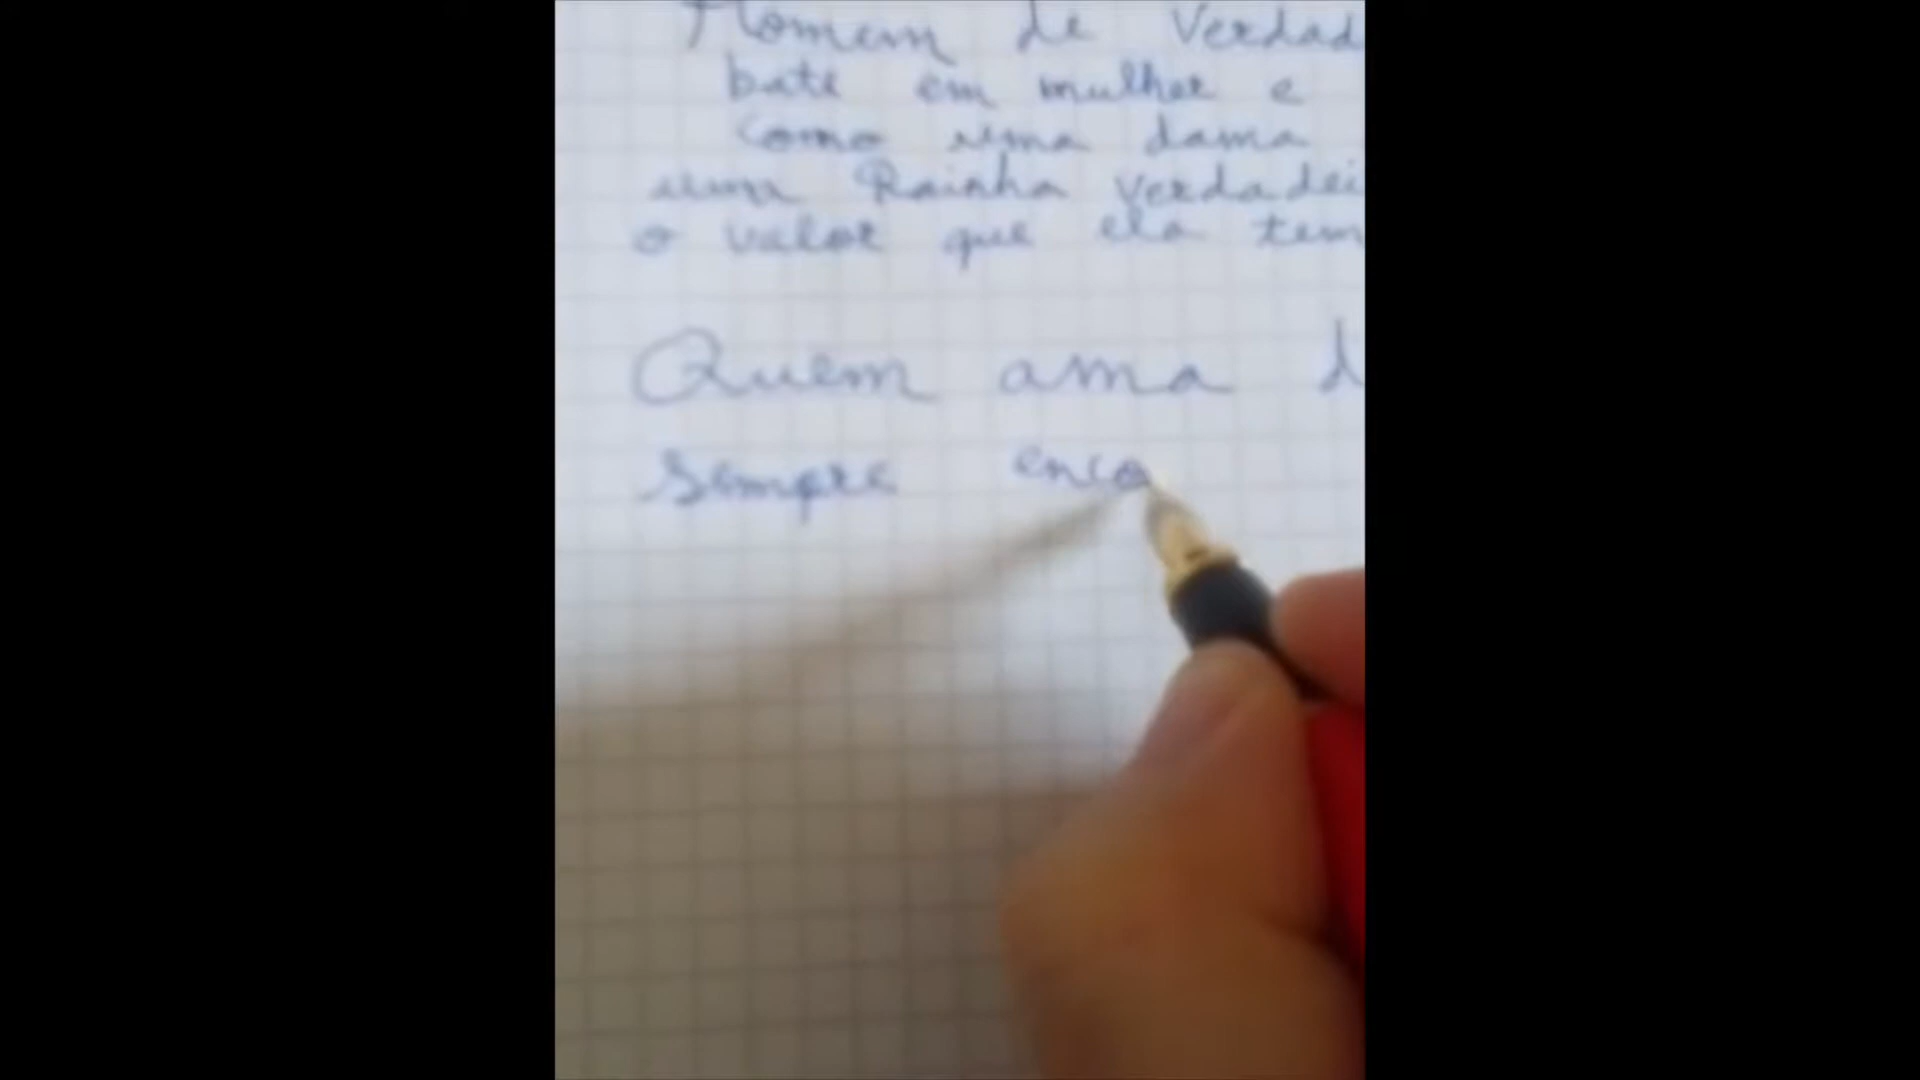 Homem de Verdad
bate em mulher e
como uma dama
uma Rainha verdadei
o valor que ela tem
Quem ama d
sempre enco